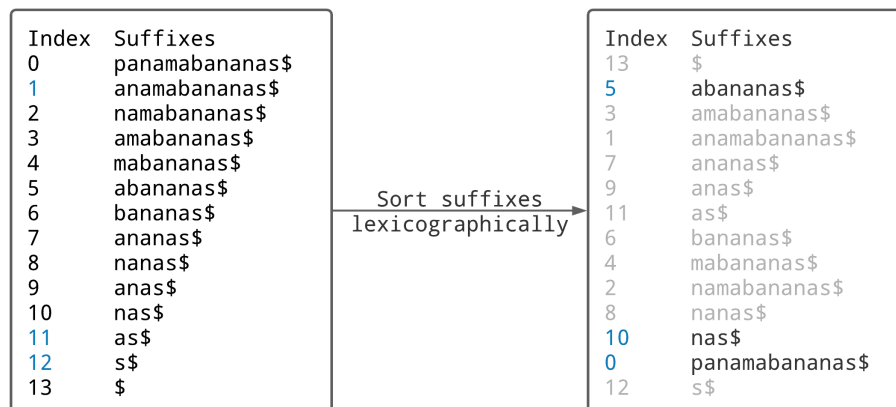 Index Suffixes
0 panamabananas$
1 anamabananas$
2 namabananas$
3 amabananas$
4 mabananas$
5 abananas$
6 bananas$
7 ananas$
8 nanas$
9 anas$
10 nas$
11 as$
12 s$
13 $
Sort suffixes
lexicographically
Index Suffixes
13 $
5 abananas$
3 amabananas$
1 anamabananas$
7 ananas$
9 anas$
11 as$
6 bananas$
4 mabananas$
2 namabananas$
8 nanas$
10 nas$
0 panamabananas$
12 s$